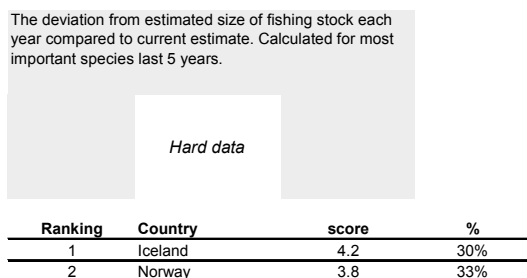 The deviation from estimated size of fishing stock each
year compared to current estimate. Calculated for most
important species last 5 years.
Hard data
Ranking Country score %
1 Iceland 4.2 30%
2 Norway 3.8 33%